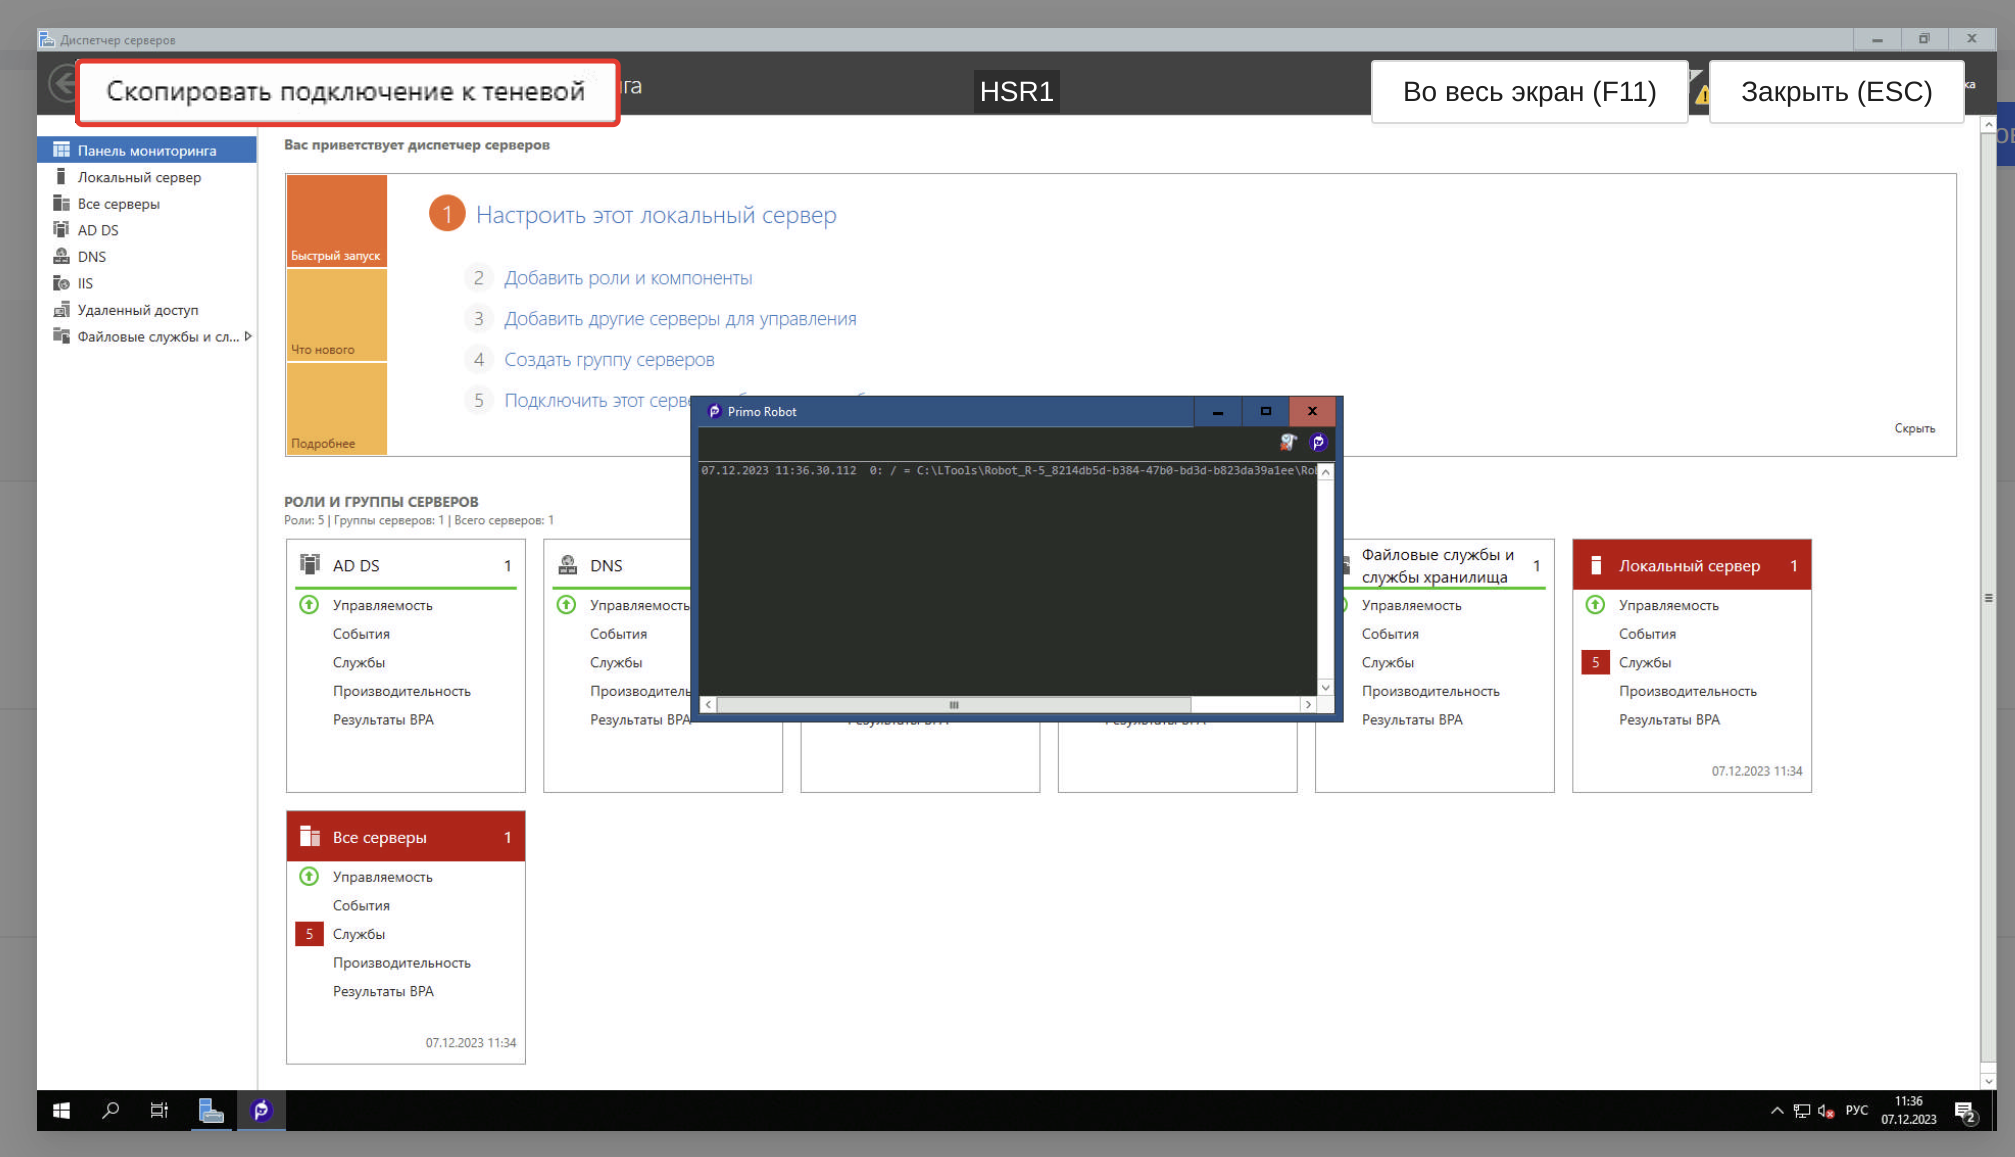 Диспетчер серверов
Скопировать подключение к теневой
HSR1
Во весь экран (F11)
Закрыть (ESC)
Панель мониторинга
Локальный сервер
Все серверы
AD DS
DNS
IIS
Удаленный доступ
Файловые службы и сл...
Вас приветствует диспетчер серверов
Быстрый запуск
Что нового
Подробнее
1 Настроить этот локальный сервер
2 Добавить роли и компоненты
3 Добавить другие серверы для управления
4 Создать группу серверов
5 Подключить этот серве
Скрыть
Primo Robot
07.12.2023 11:36.30.112 0: / = C:\LTools\Robot_R-5_8214db5d-b384-47b0-bd3d-b823da39a1ee\Rob
РОЛИ И ГРУППЫ СЕРВЕРОВ
Роли: 5 | Группы серверов: 1 | Всего серверов: 1
AD DS 1
Управляемость
События
Службы
Производительность
Результаты BPA
DNS
Управляемость
События
Службы
Производитель
Результаты BPA
Файловые службы и
службы хранилища 1
Управляемость
События
Службы
Производительность
Результаты BPA
Локальный сервер 1
Управляемость
События
5 Службы
Производительность
Результаты BPA
07.12.2023 11:34
Все серверы 1
Управляемость
События
5 Службы
Производительность
Результаты BPA
07.12.2023 11:34
РУС
11:36
07.12.2023
2